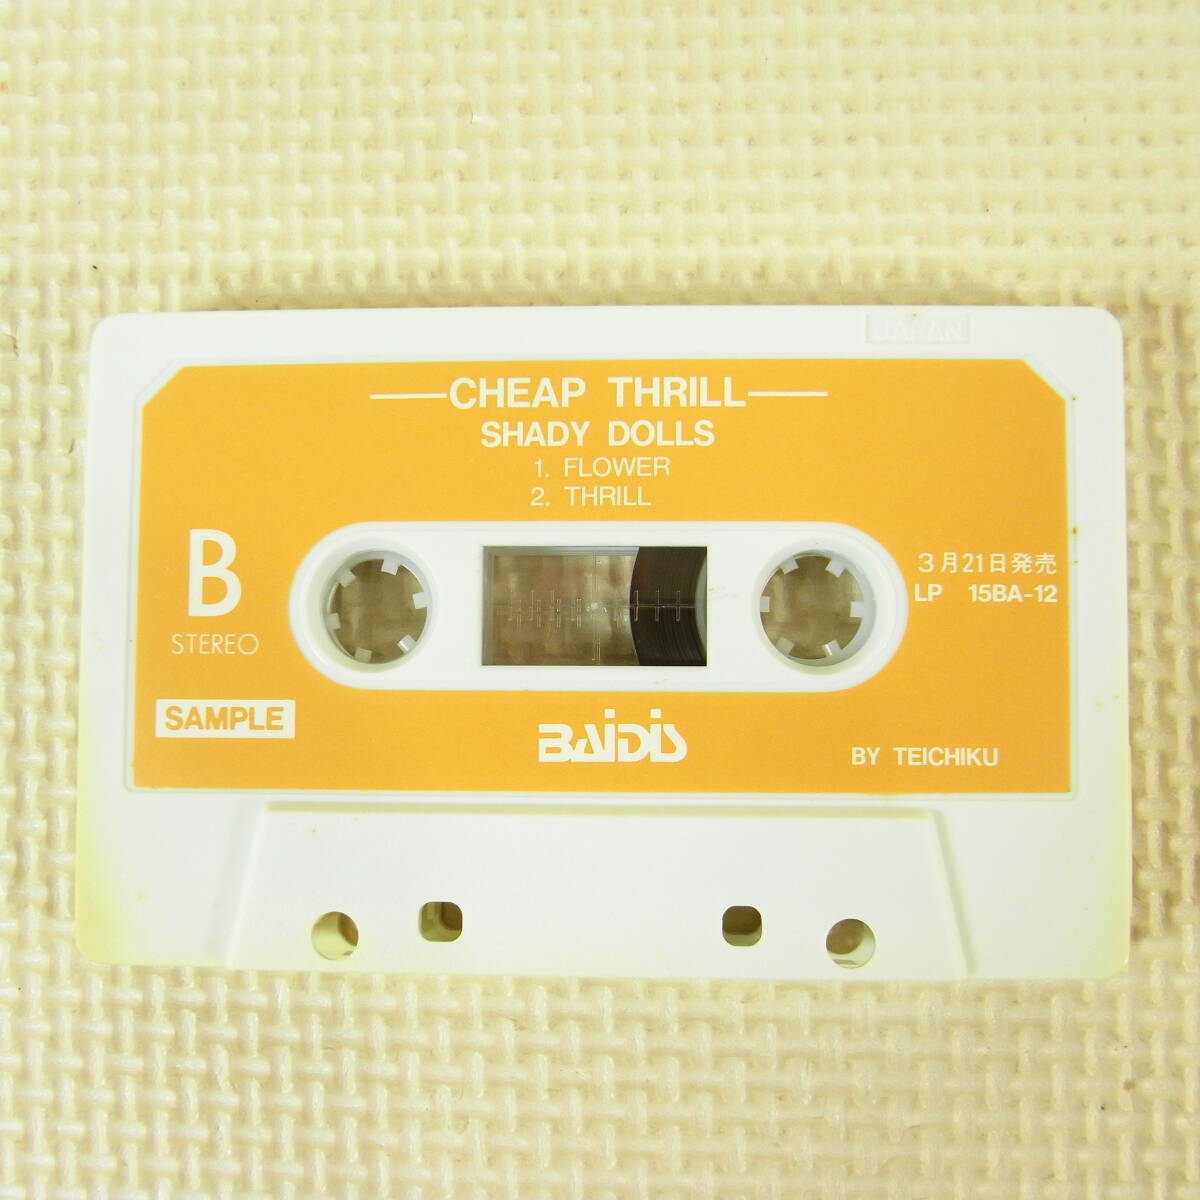 JAPAN
CHEAP THRILL
SHADY DOLLS
1. FLOWER
2. THRILL
B
STEREO
3月21日発売
LP 15BA-12
SAMPLE
BAiDiS
BY TEICHIKU